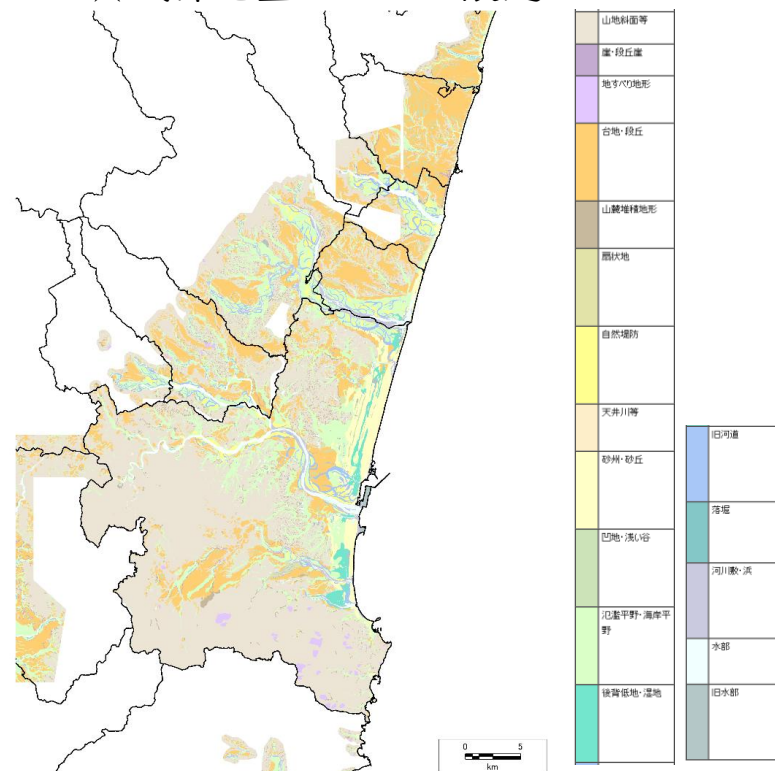 山地斜面等
崖・段丘崖
地すべり地形
台地・段丘
山麓堆積地形
扇状地
自然堤防
天井川等
砂州・砂丘
凹地・浅い谷
氾濫平野・海岸平
野
後背低地・湿地
旧河道
落堀
河川敷・浜
水部
旧水部
0 5
km